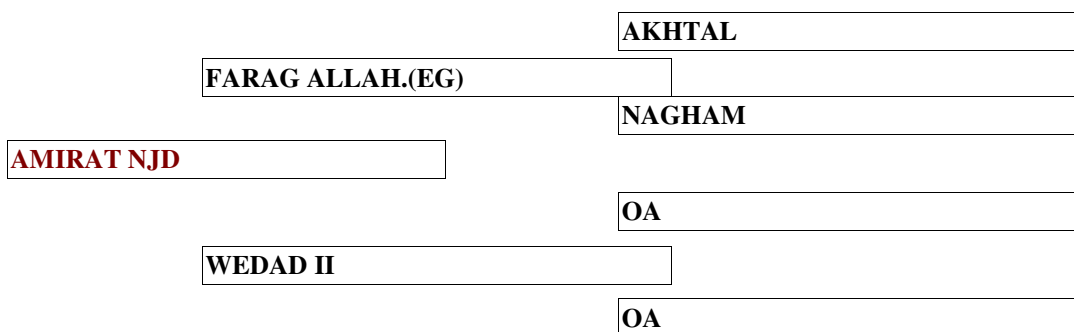 AKHTAL
FARAG ALLAH.(EG)
NAGHAM
AMIRAT NJD
OA
WEDAD II
OA